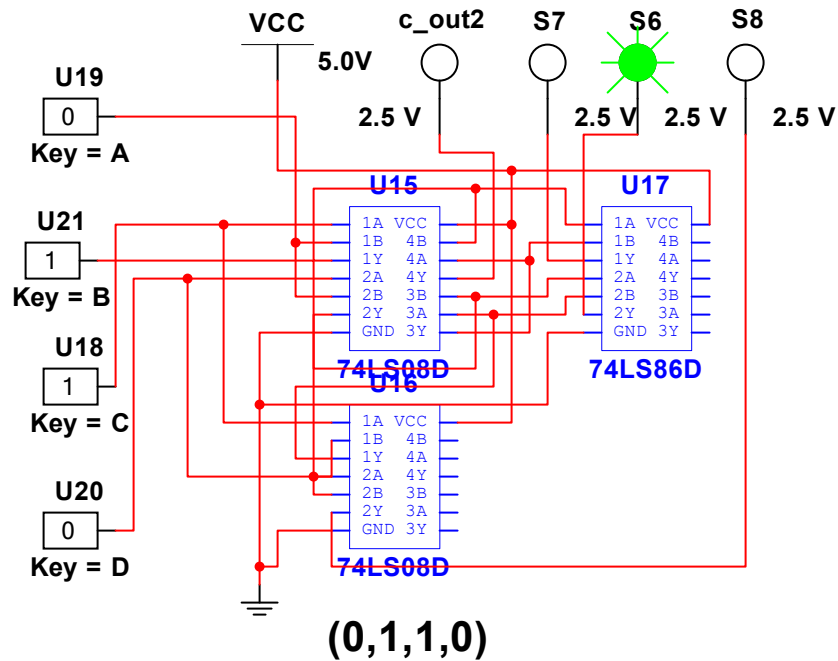 VCC c_out2 S7 S6 S8
5.0V
U19
0
Key = A
2.5 V 2.5 V 2.5 V 2.5 V
U15 U17
U21
1
Key = B
1A VCC
1B 4B
1Y 4A
2A 4Y
2B 3B
2Y 3A
GND 3Y
74LS08D
1A VCC
1B 4B
1Y 4A
2A 4Y
2B 3B
2Y 3A
GND 3Y
74LS86D
U18
1
Key = C
U16
1A VCC
1B 4B
1Y 4A
2A 4Y
2B 3B
2Y 3A
GND 3Y
74LS08D
U20
0
Key = D
(0,1,1,0)